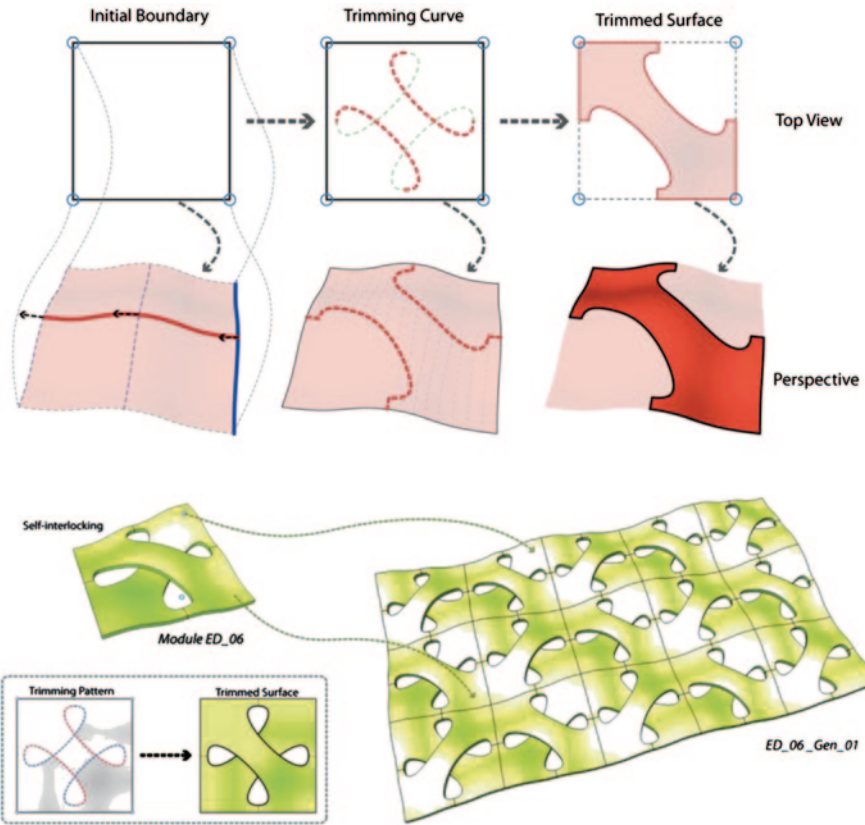 Initial Boundary
Trimming Curve
Trimmed Surface
Top View
Perspective
Self-interlocking
Module ED_06
Trimming Pattern
Trimmed Surface
ED_06_Gen_01